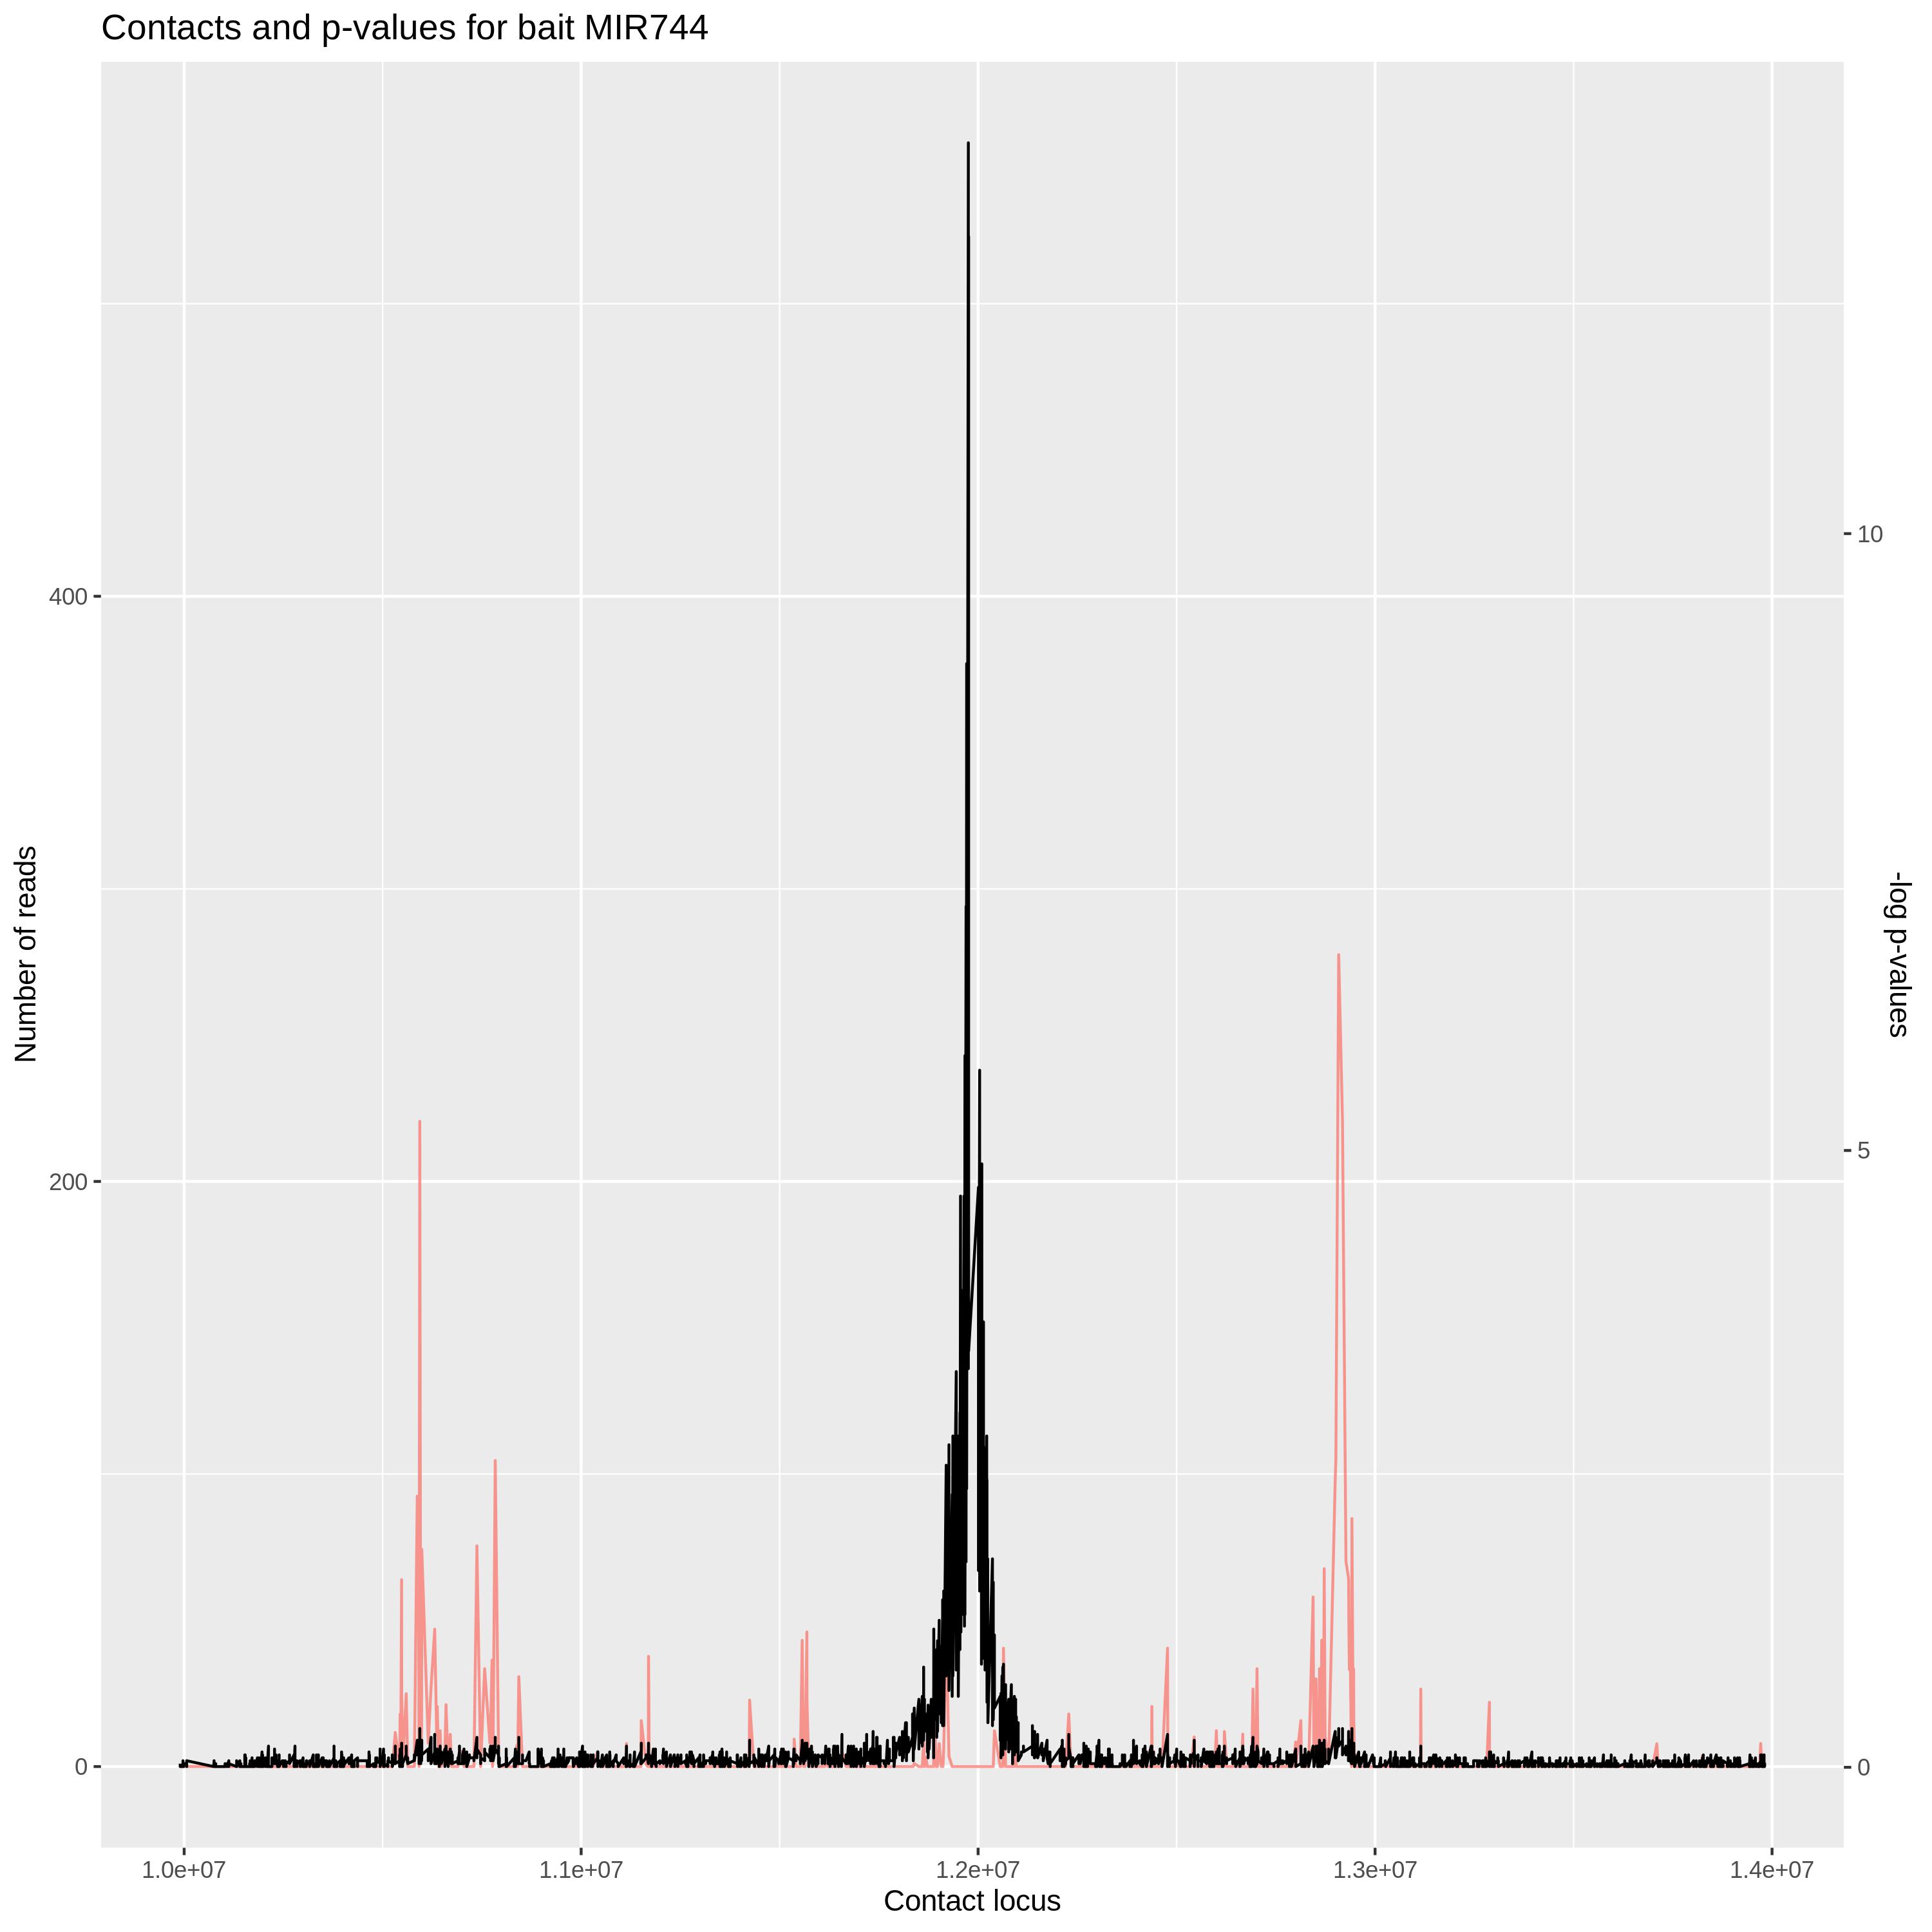 Contacts and p-values for bait MIR744
Number of reads
400
200
0
10
5
0
-log p-values
1.0e+07
1.1e+07
1.2e+07
1.3e+07
1.4e+07
Contact locus